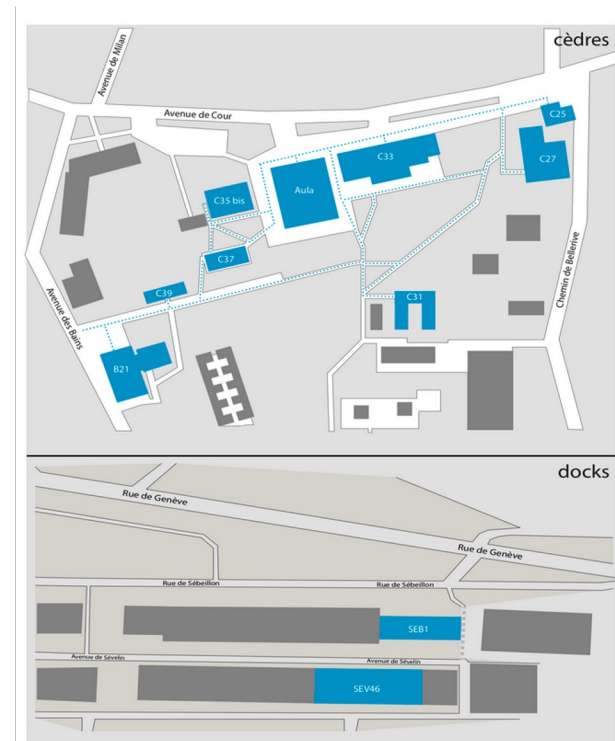 cèdres
Avenue de Milan
Avenue de Cour
C25
C33
C27
Aula
C35 bis
C37
C39
C31
Chemin de Bellerive
Avenue des Bains
B21
docks
Rue de Genève
Rue de Genève
Rue de Sébeillon
Rue de Sébeillon
SEB1
Avenue de Sévelin
Avenue de Sévelin
SEV46